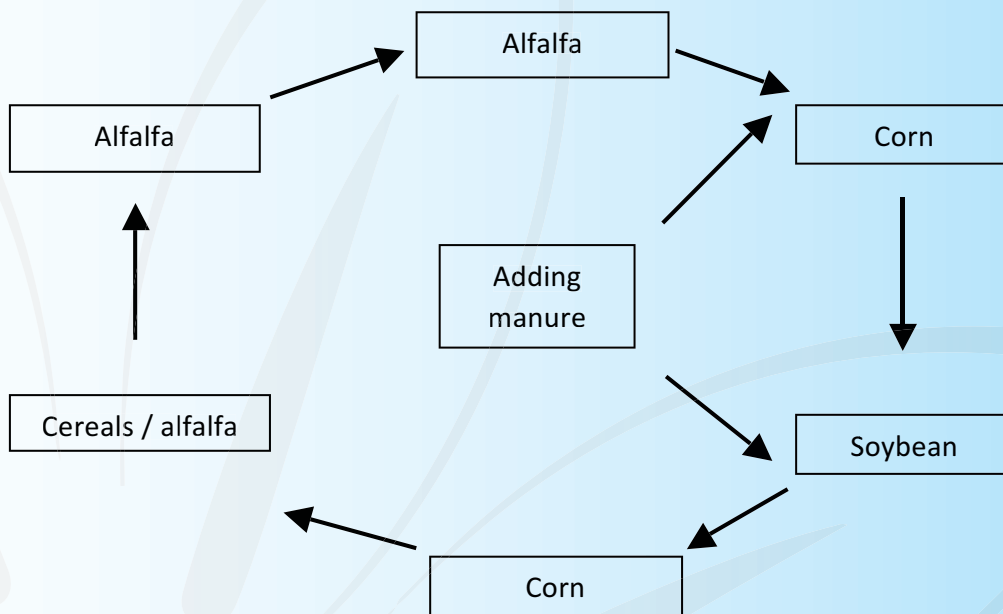 Alfalfa
Alfalfa
Corn
Adding
manure
Cereals / alfalfa
Soybean
Corn